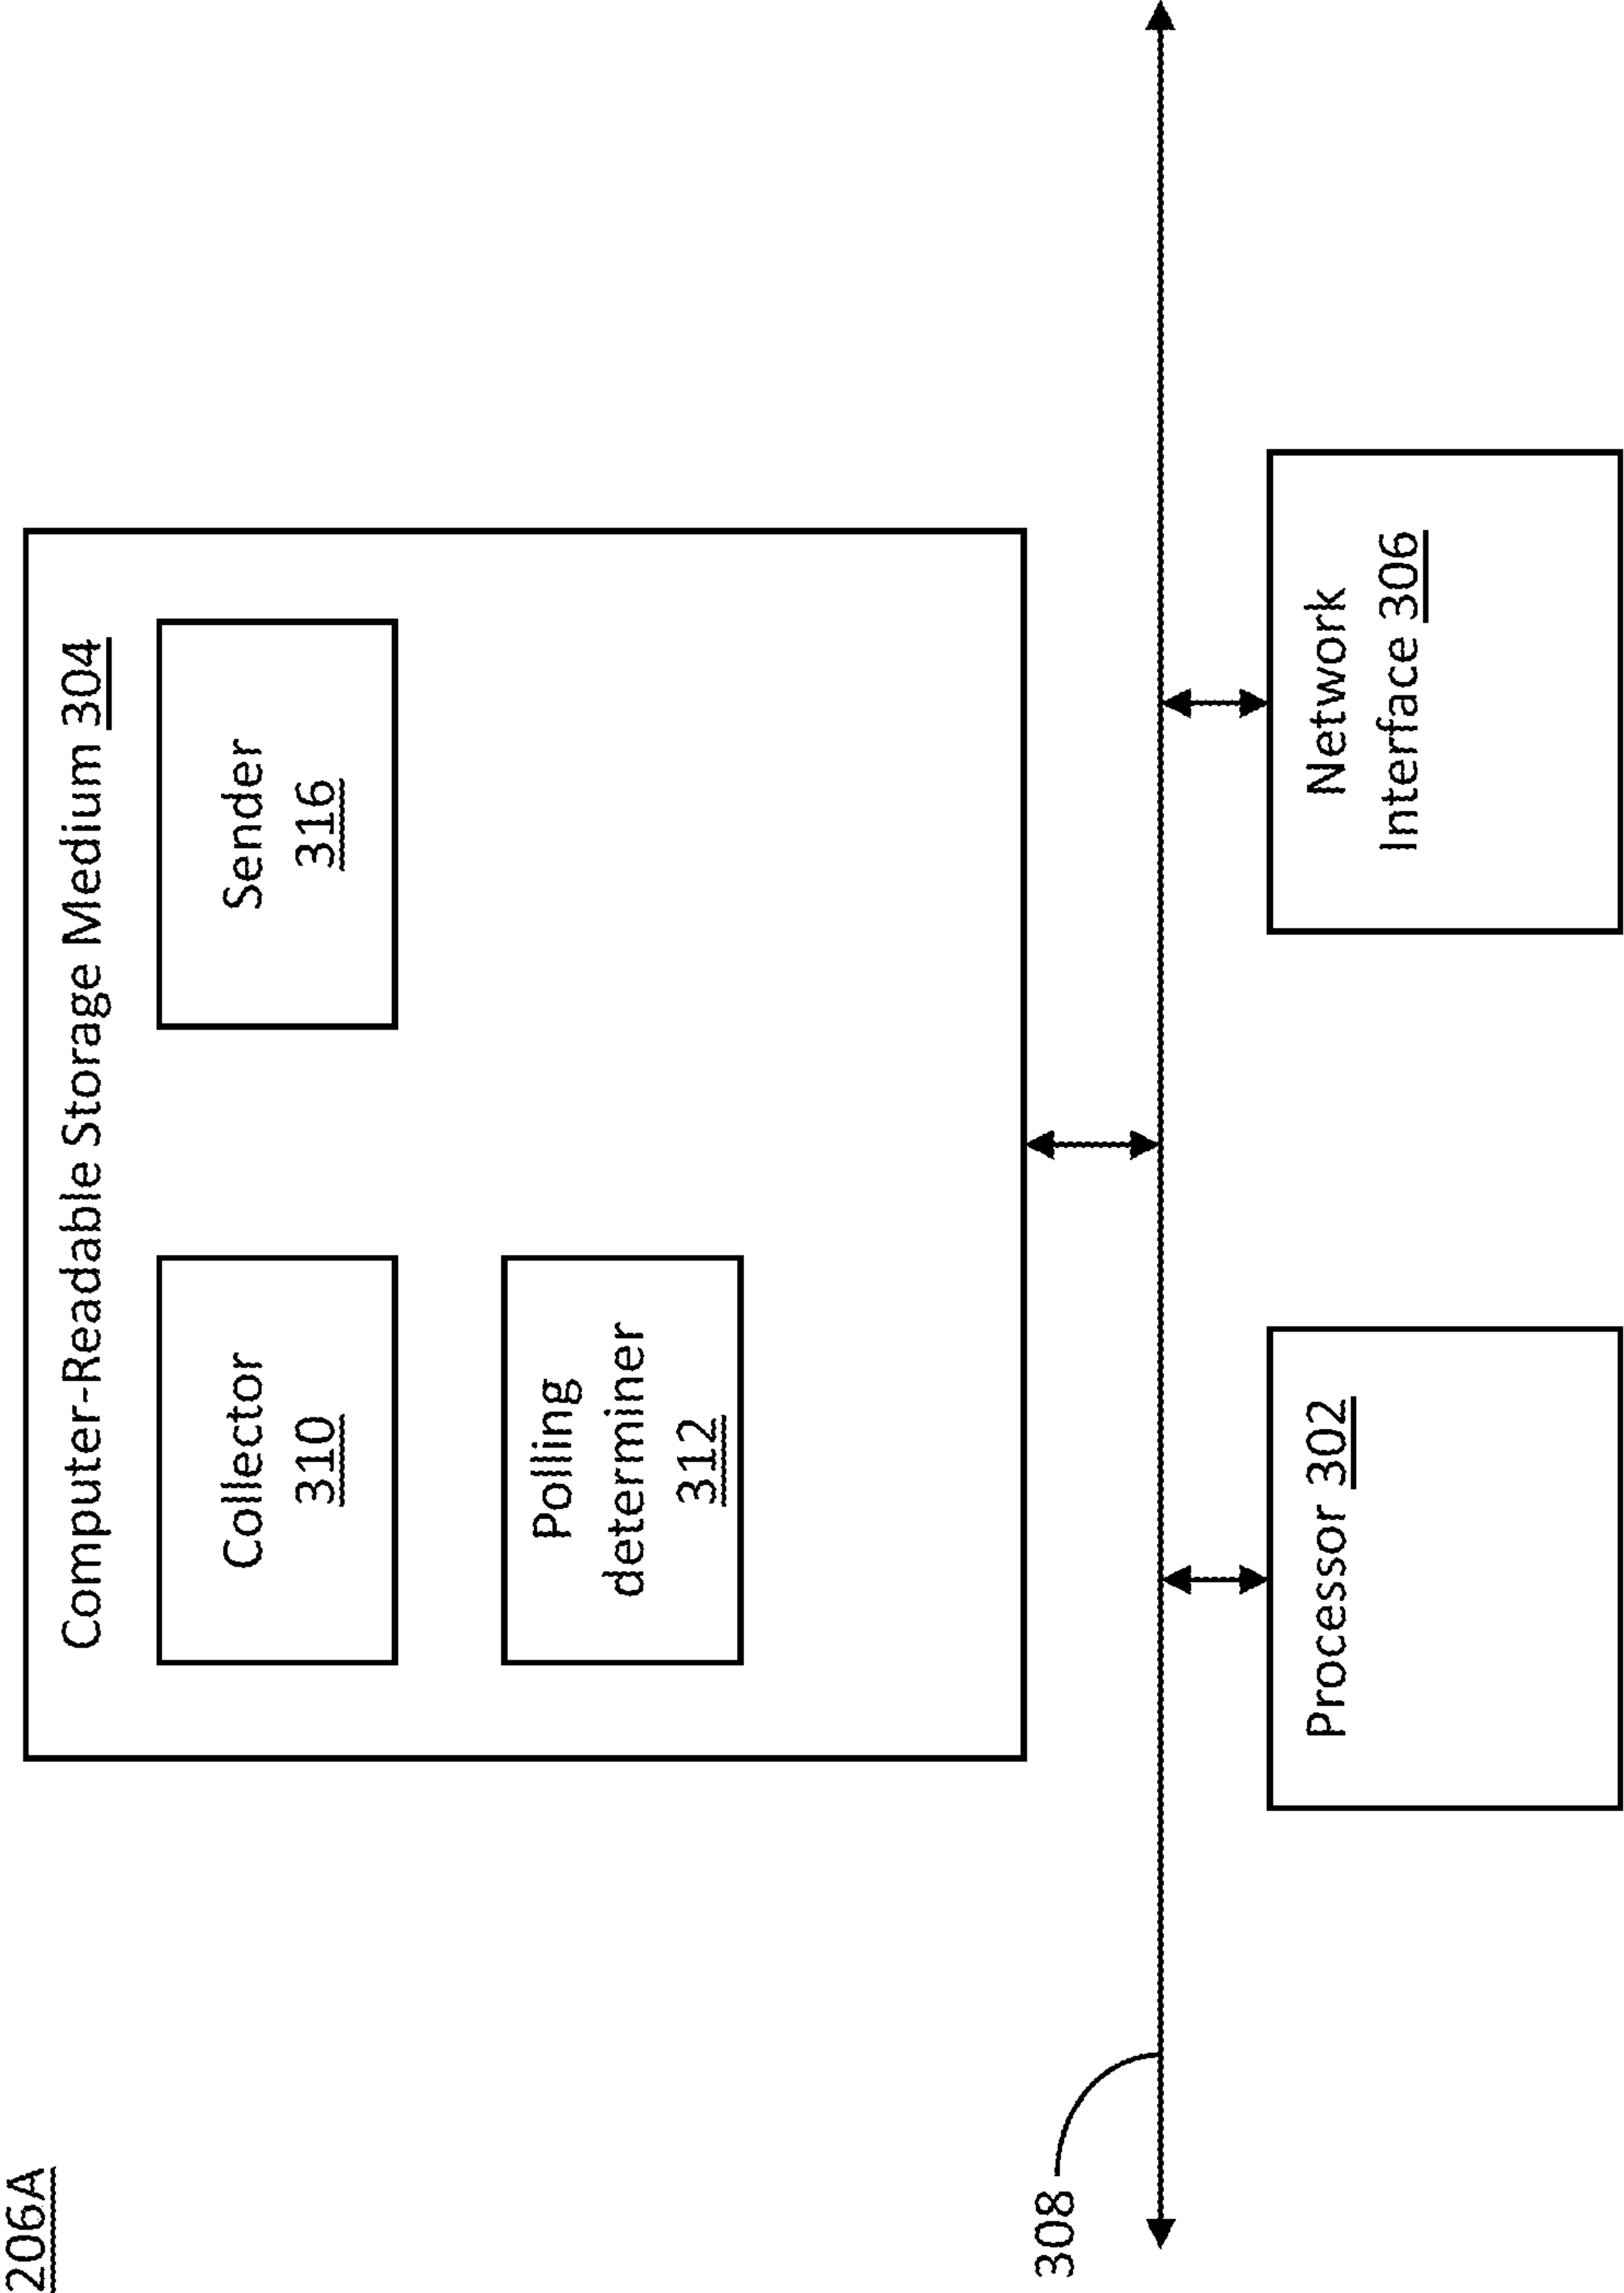 206A
Computer-Readable Storage Medium 304
Collector
310
Sender
316
Polling
determiner
312
308
Processor 302
Network
Interface 306